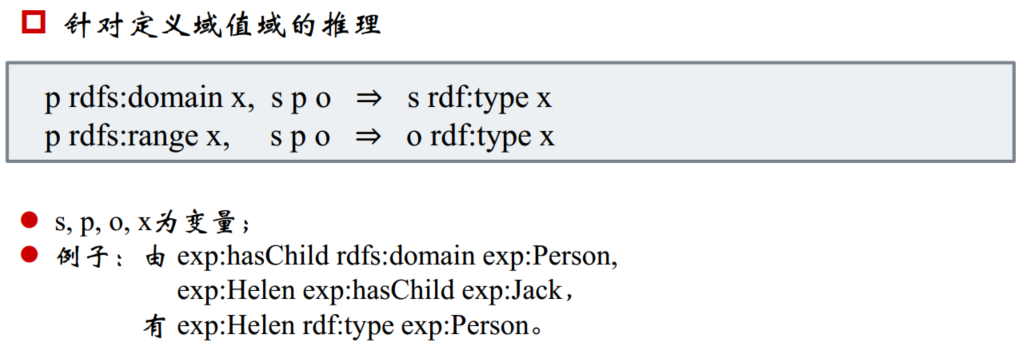 针对定义域值域的推理
p rdfs:domain x, s p o ⇒ s rdf:type x
p rdfs:range x, s p o ⇒ o rdf:type x
s, p, o, x为变量；
例子：由 exp:hasChild rdfs:domain exp:Person,
exp:Helen exp:hasChild exp:Jack，
有 exp:Helen rdf:type exp:Person。